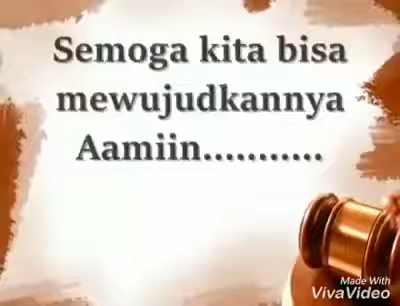 Semoga kita bisa
mewujudkannya
Aamiin...........
Made With
VivaVideo